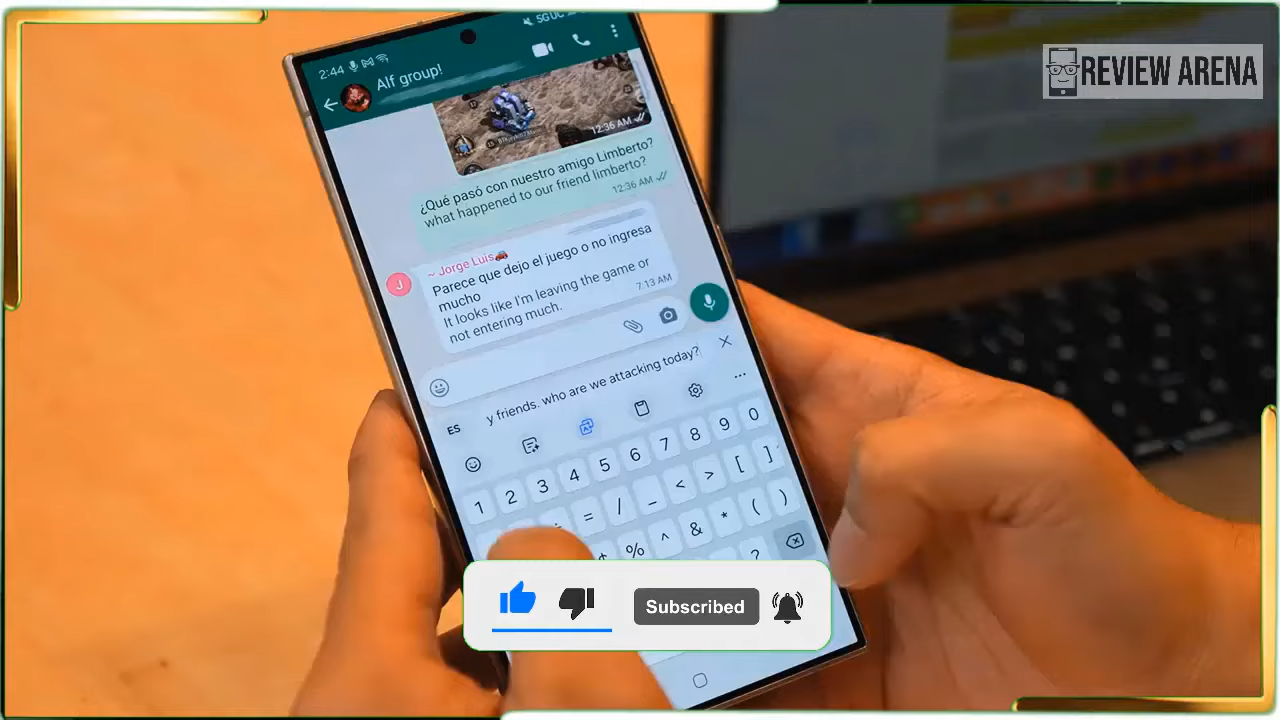 REVIEW ARENA
2:44
Alf group!
12:36 AM
¿Qué pasó con nuestro amigo Limberto?
what happened to our friend limberto?
12:36 AM
~ Jorge Luis
J
Parece que dejo el juego o no ingresa
mucho
It looks like I'm leaving the game or
not entering much.
7:13 AM
ES
y friends. who are we attacking today?
1 2 3 4 5 6 7 8 9 0
= / _ < > [ ]
% ^ & * ( )
?
Subscribed